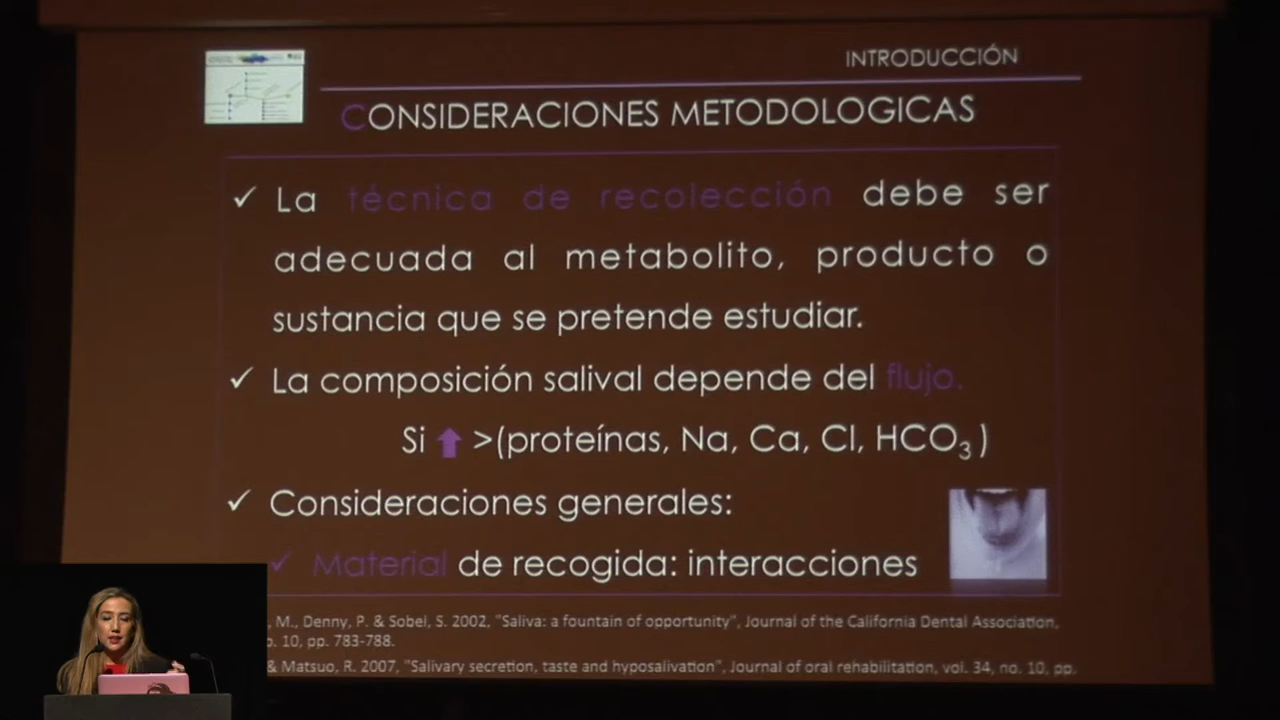 INTRODUCCIÓN
CONSIDERACIONES METODOLOGICAS
✓ La técnica de recolección debe ser
adecuada al metabolito, producto o
sustancia que se pretende estudiar.
✓ La composición salival depende del flujo.
Si ⬆ >(proteínas, Na, Ca, Cl, HCO₃ )
✓ Consideraciones generales:
✓ Material de recogida: interacciones
, M., Denny, P. & Sobel, S. 2002, "Saliva: a fountain of opportunity", Journal of the California Dental Association,
. 10, pp. 783-788.
& Matsuo, R. 2007, "Salivary secretion, taste and hyposalivation", Journal of oral rehabilitation, vol. 34, no. 10, pp.